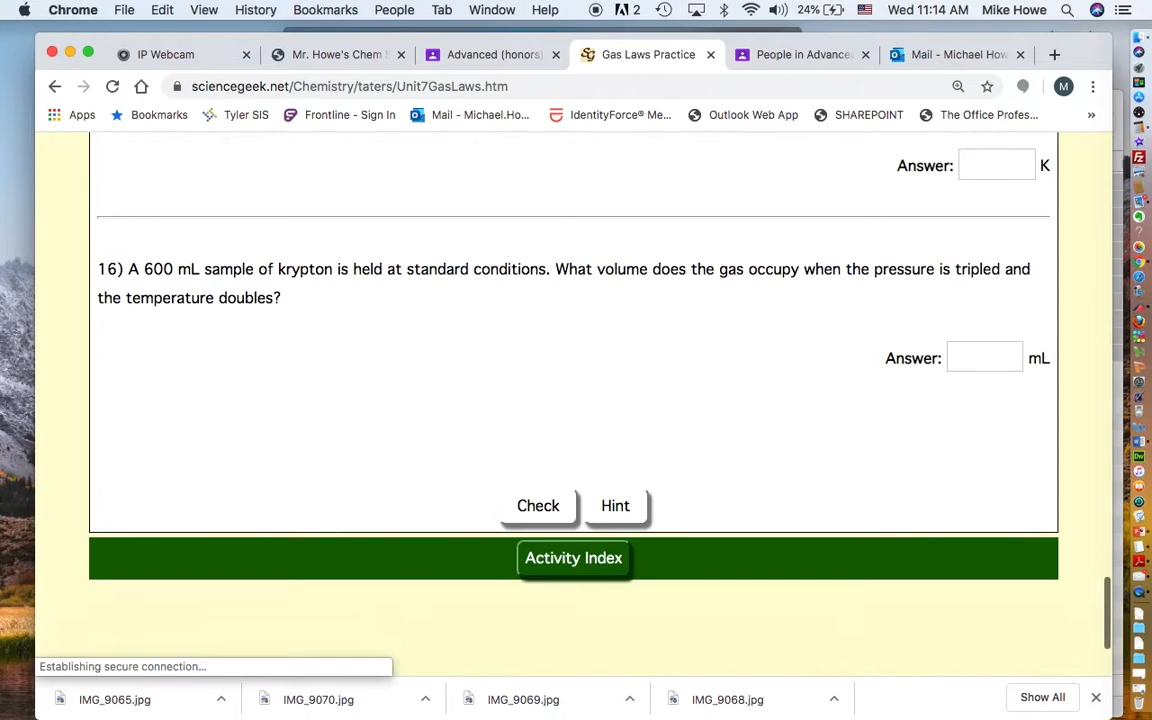 Chrome File Edit View History Bookmarks People Tab Window Help 2 24% Wed 11:14 AM Mike Howe
IP Webcam Mr. Howe's Chem Advanced (honors) Gas Laws Practice People in Advance Mail - Michael How
sciencegeek.net/Chemistry/taters/Unit7GasLaws.htm M
Apps Bookmarks Tyler SIS Frontline - Sign In Mail - Michael.Ho... IdentityForce® Me... Outlook Web App SHAREPOINT The Office Profes... »
Answer: K
16) A 600 mL sample of krypton is held at standard conditions. What volume does the gas occupy when the pressure is tripled and
the temperature doubles?
Answer: mL
Check Hint
Activity Index
Establishing secure connection...
IMG_9065.jpg IMG_9070.jpg IMG_9069.jpg IMG_9068.jpg Show All